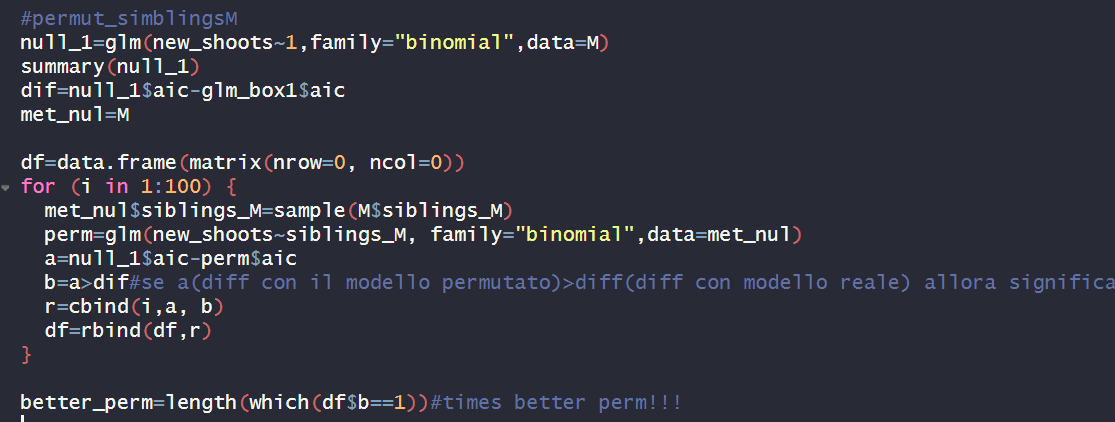 #permut_simblingsM
null_1=glm(new_shoots~1,family="binomial",data=M)
summary(null_1)
dif=null_1$aic-glm_box1$aic
met_nul=M
df=data.frame(matrix(nrow=0, ncol=0))
for (i in 1:100) {
met_nul$siblings_M=sample(M$siblings_M)
perm=glm(new_shoots~siblings_M, family="binomial",data=met_nul)
a=null_1$aic-perm$aic
b=a>dif#se a(diff con il modello permutato)>diff(diff con modello reale) allora significa
r=cbind(i,a, b)
df=rbind(df,r)
}
better_perm=length(which(df$b==1))#times better perm!!!